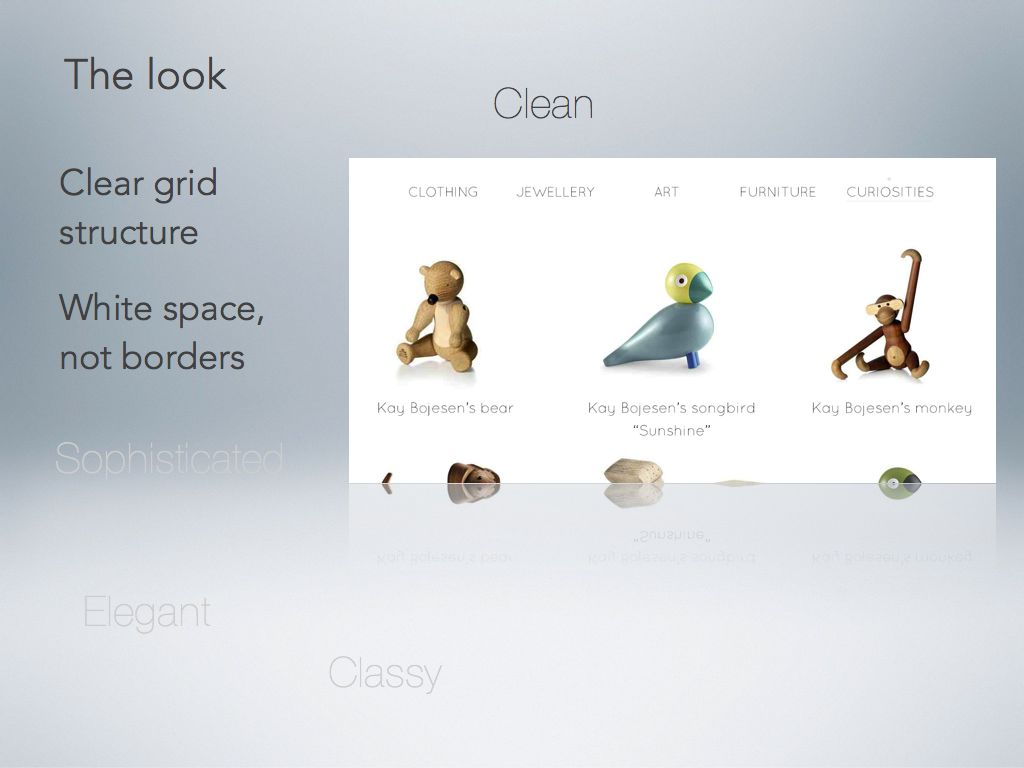 The look
Clean
Clear grid
structure
White space,
not borders
Sophisticated
Elegant
Classy
CLOTHING JEWELLERY ART FURNITURE CURIOSITIES
Kay Bojesen's bear
Kay Bojesen's songbird
“Sunshine”
Kay Bojesen's monkey